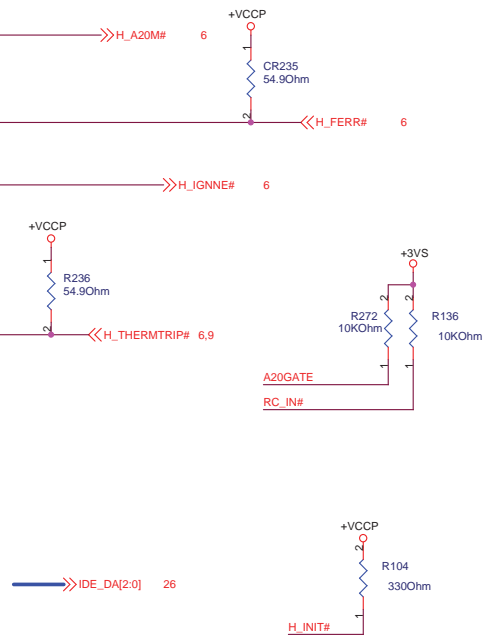 +VCCP
H_A20M# 6
1
CR235
54.9Ohm
2
H_FERR# 6
H_IGNNE# 6
+VCCP
1
R236
54.9Ohm
2
H_THERMTRIP# 6,9
+3VS
2 2
R272 R136
10KOhm 10KOhm
1 1
A20GATE
RC_IN#
+VCCP
2
R104
IDE_DA[2:0] 26
330Ohm
1
H_INIT#